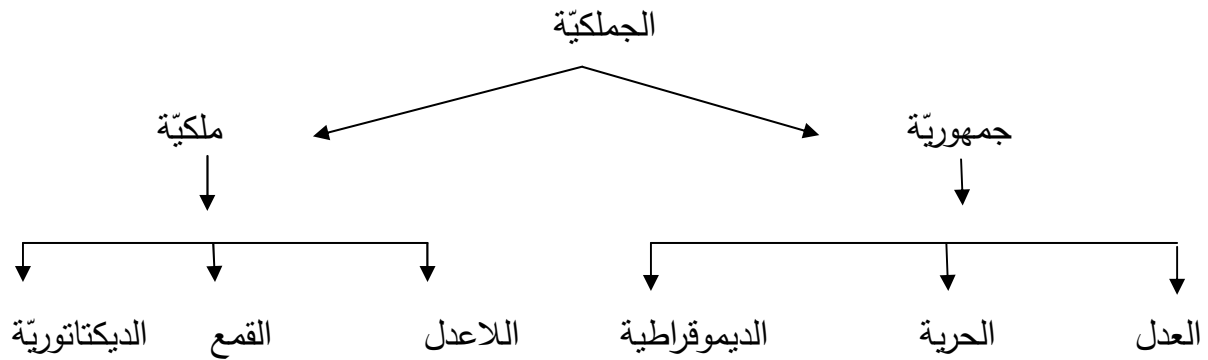 الجملكيّة
جمهوريّة ملكيّة
العدل الحرية الديموقراطية اللاعدل القمع الديكتاتوريّة